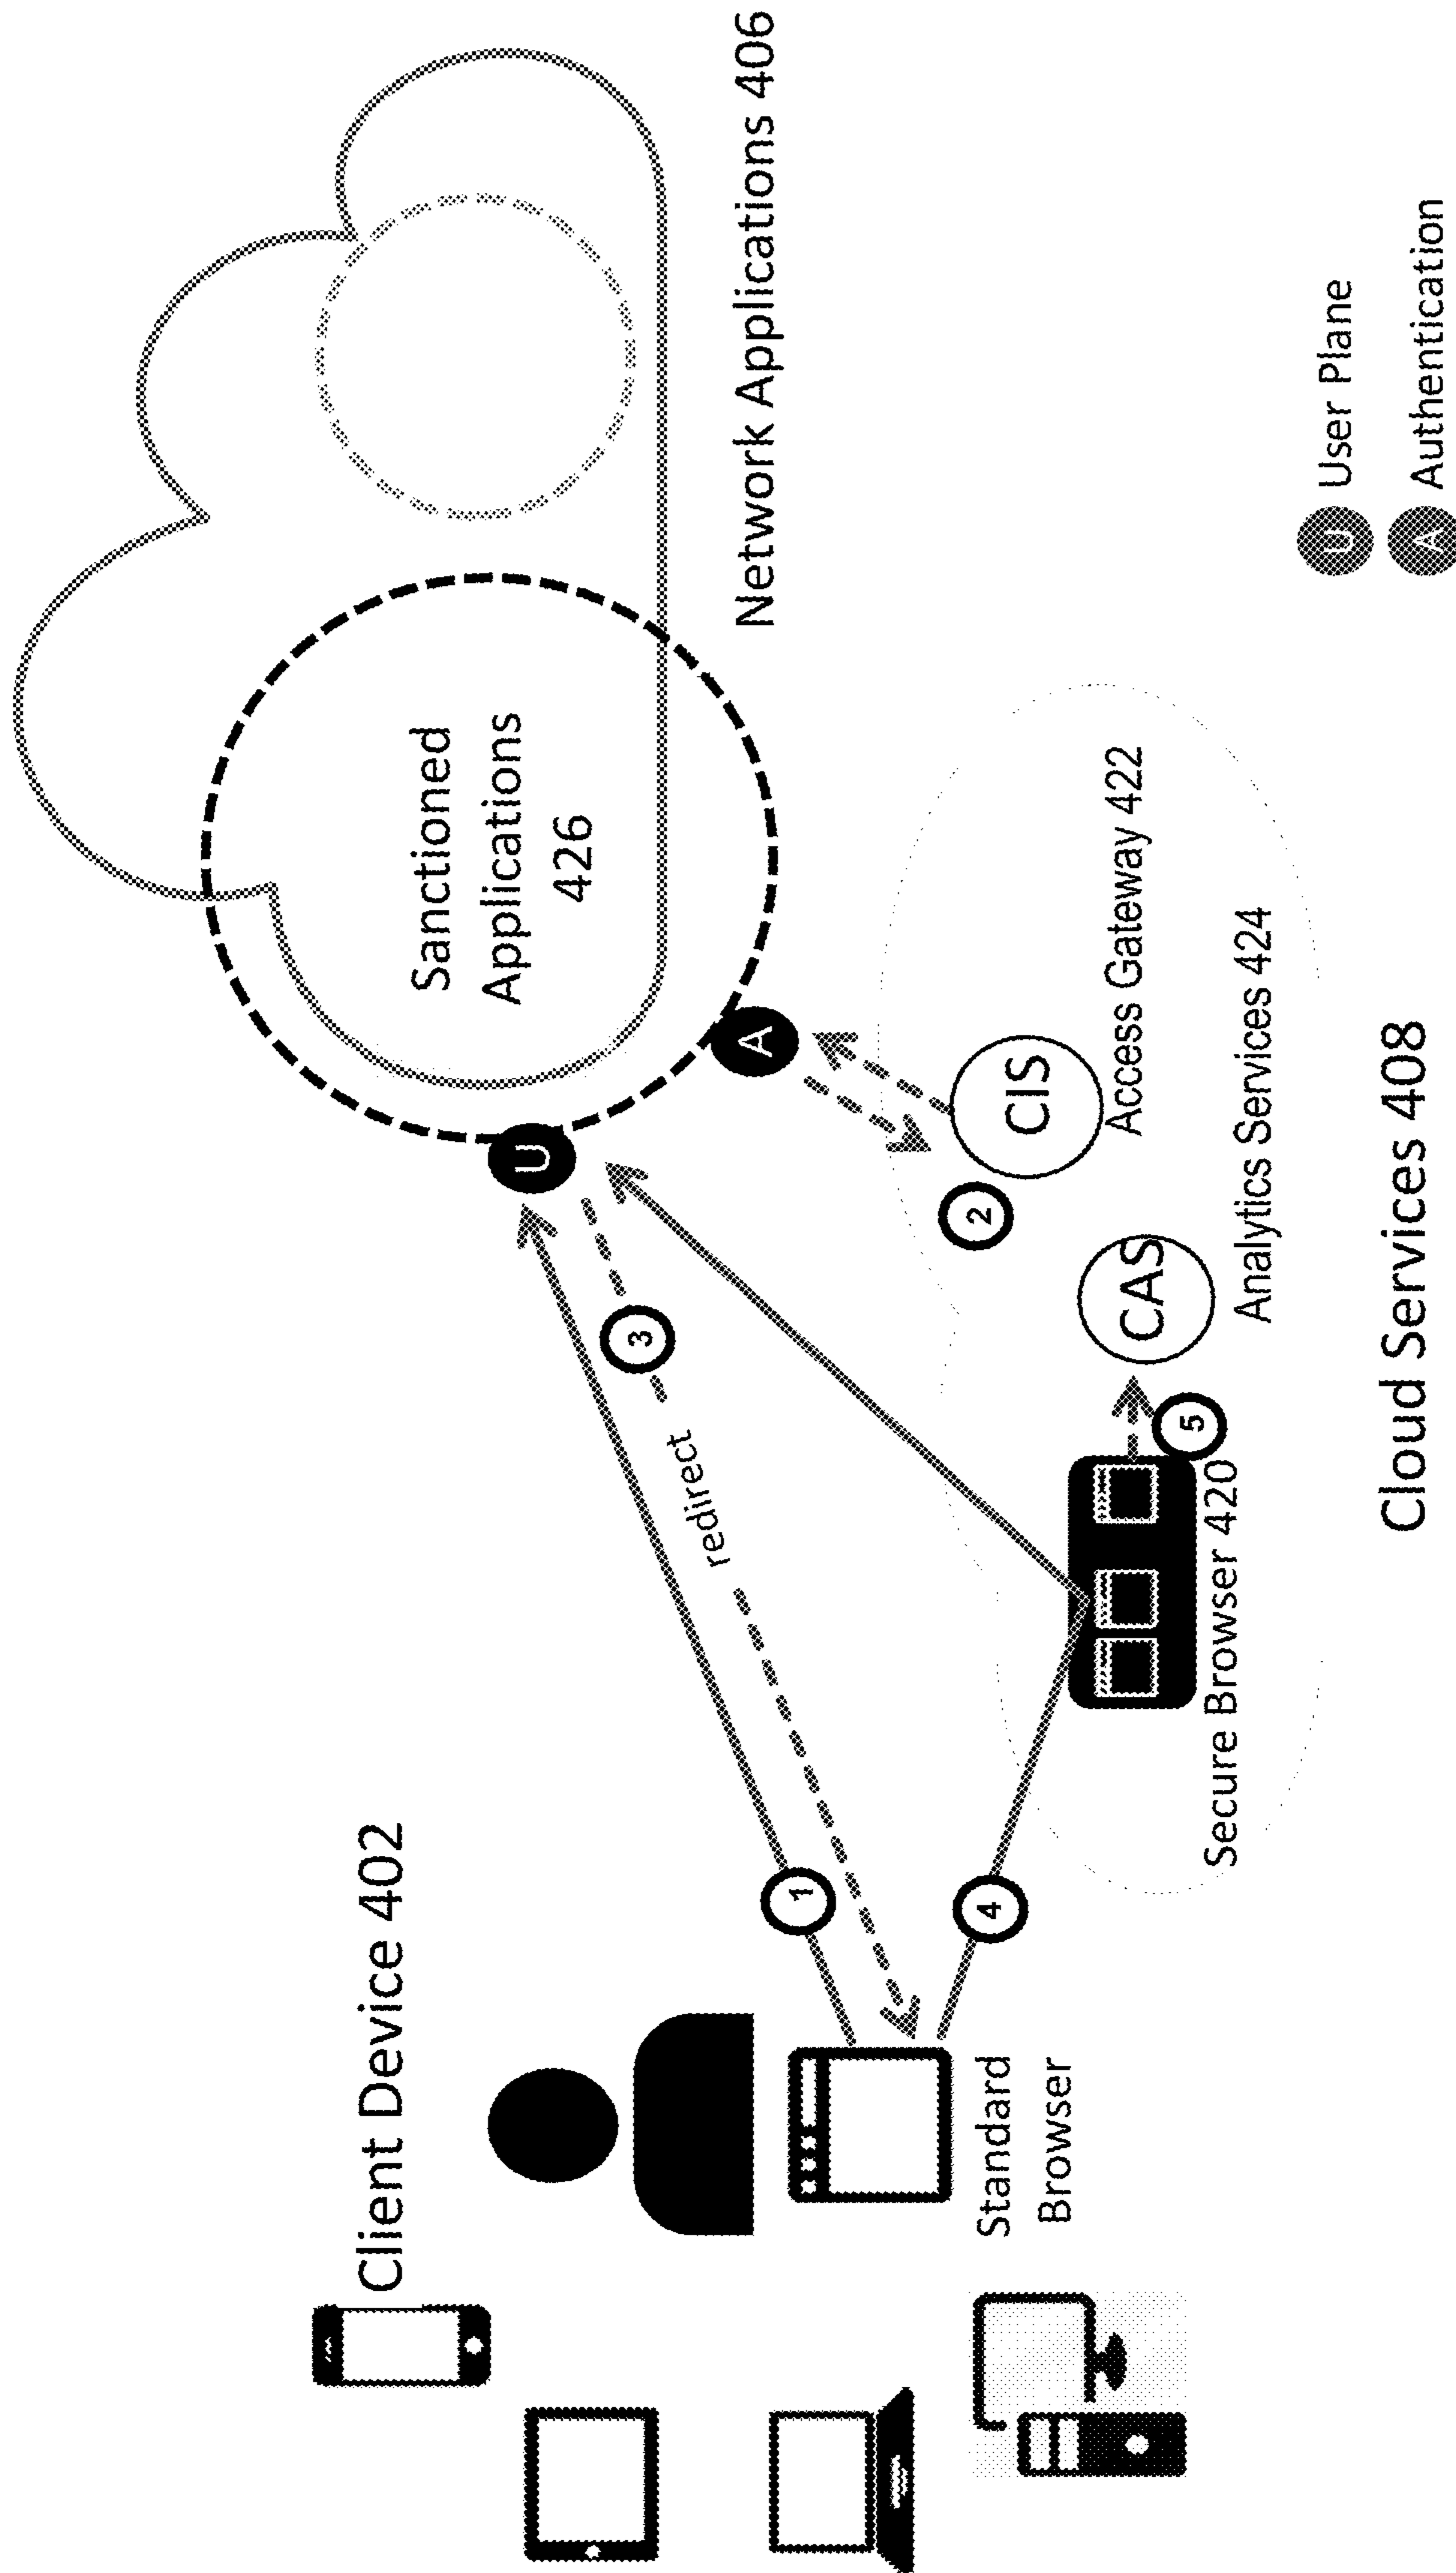 Client Device 402
Standard
Browser
1
redirect
3
4
U
A
Sanctioned
Applications
426
Network Applications 406
2
CIS
Access Gateway 422
CAS
Analytics Services 424
5
Secure Browser 420
Cloud Services 408
U User Plane
A Authentication